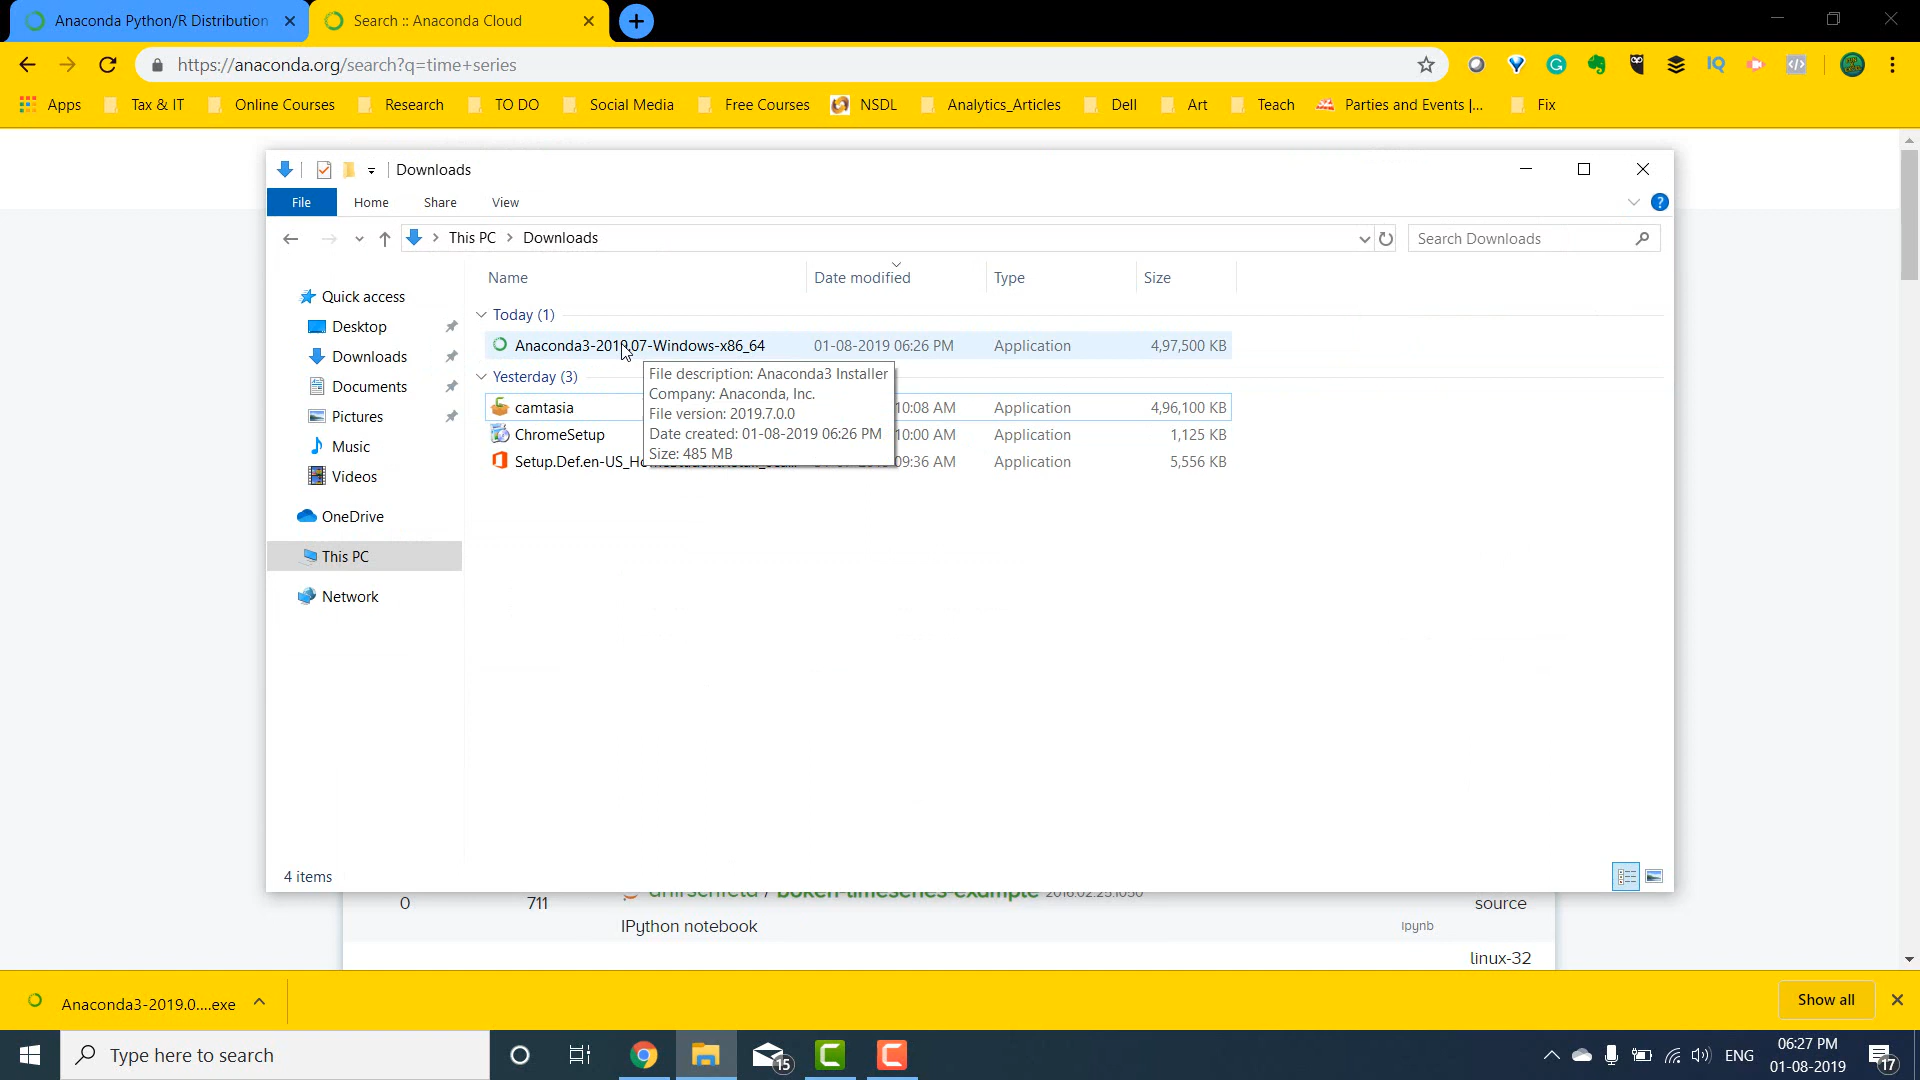 Anaconda Python/R Distribution
Search :: Anaconda Cloud
https://anaconda.org/search?q=time+series
Apps
Tax & IT
Online Courses
Research
TO DO
Social Media
Free Courses
NSDL
Analytics_Articles
Dell
Art
Teach
Parties and Events |,...
Fix
Downloads
File
Home
Share
View
This PC
Downloads
Search Downloads
Name
Date modified
Type
Size
Quick access
Desktop
Downloads
Documents
Pictures
Music
Videos
OneDrive
This PC
Network
Today (1)
Anaconda3-2019.07-Windows-x86_64 01-08-2019 06:26 PM Application 4,97,500 KB
Yesterday (3)
camtasia 10:08 AM Application 4,96,100 KB
ChromeSetup 10:00 AM Application 1,125 KB
Setup.Def.en-US_ 09:36 AM Application 5,556 KB
File description: Anaconda3 Installer
Company: Anaconda, Inc.
File version: 2019.7.0.0
Date created: 01-08-2019 06:26 PM
Size: 485 MB
4 items
0 711 source
IPython notebook ipynb
linux-32
Anaconda3-2019.0....exe
Show all
Type here to search
15
ENG
06:27 PM
01-08-2019
17